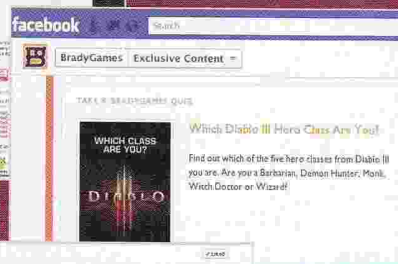 facebook
Search
BradyGames Exclusive Content
TAKE A BRADYGAMES QUIZ
Which Diablo III Hero Class Are You?
WHICH CLASS
ARE YOU?
DIABLO
Find out which of the five hero classes from Diablo III
you are. Are you a Barbarian, Demon Hunter, Monk,
Witch Doctor or Wizard?
Liked